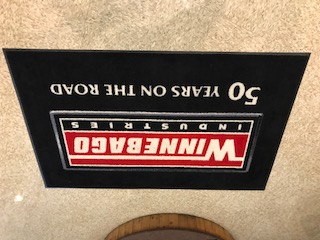 WINNEBAGO
INDUSTRIES
50 YEARS ON THE ROAD